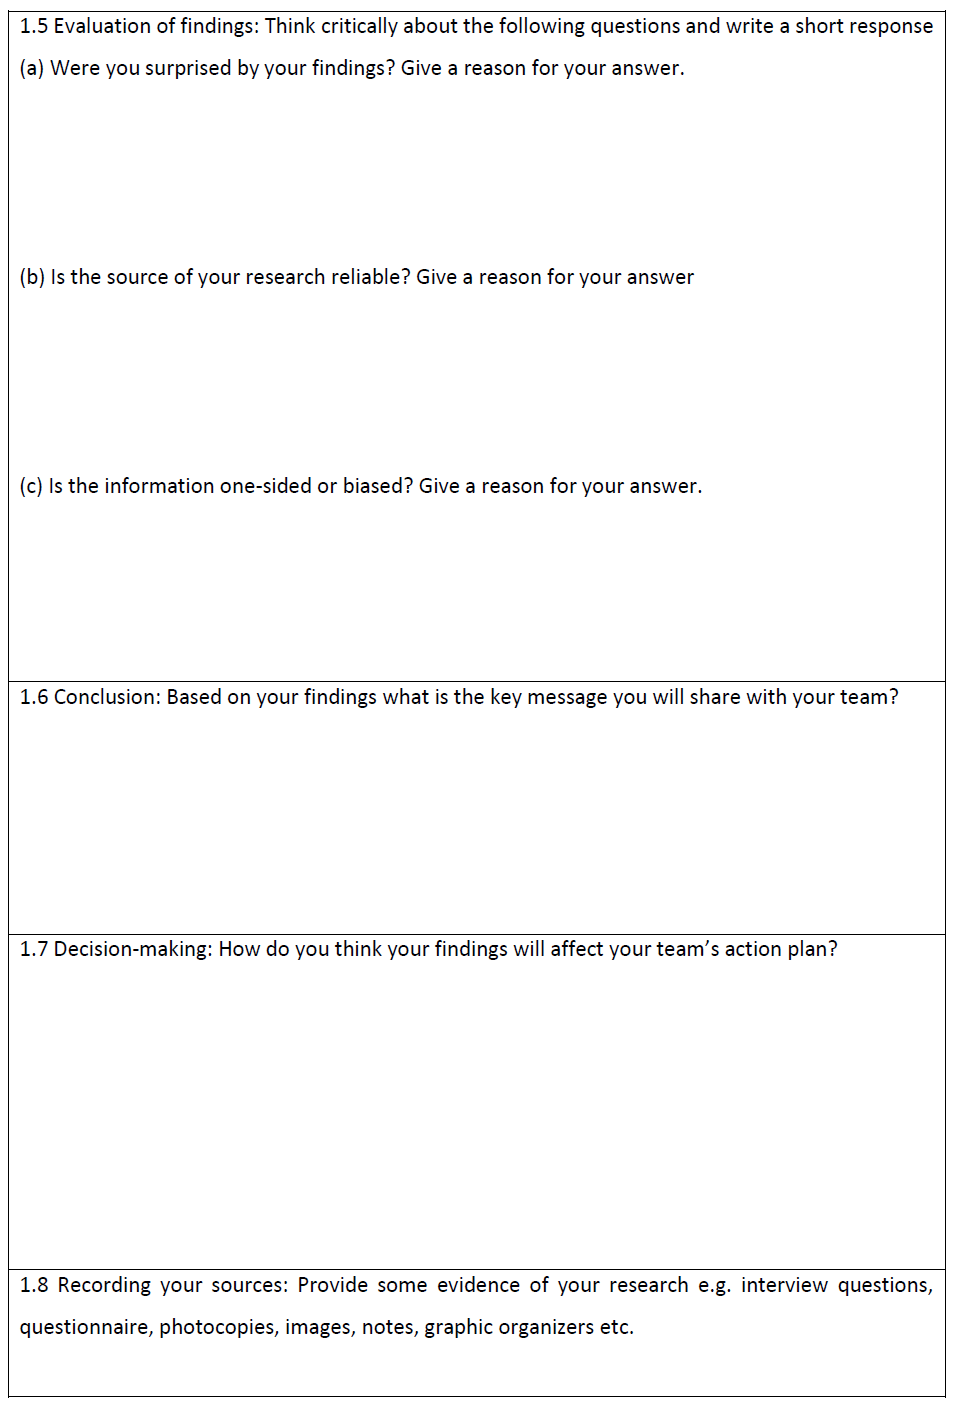 1.5 Evaluation of findings: Think critically about the following questions and write a short response
(a) Were you surprised by your findings? Give a reason for your answer.
(b) Is the source of your research reliable? Give a reason for your answer
(c) Is the information one-sided or biased? Give a reason for your answer.
1.6 Conclusion: Based on your findings what is the key message you will share with your team?
1.7 Decision-making: How do you think your findings will affect your team’s action plan?
1.8 Recording your sources: Provide some evidence of your research e.g. interview questions,
questionnaire, photocopies, images, notes, graphic organizers etc.